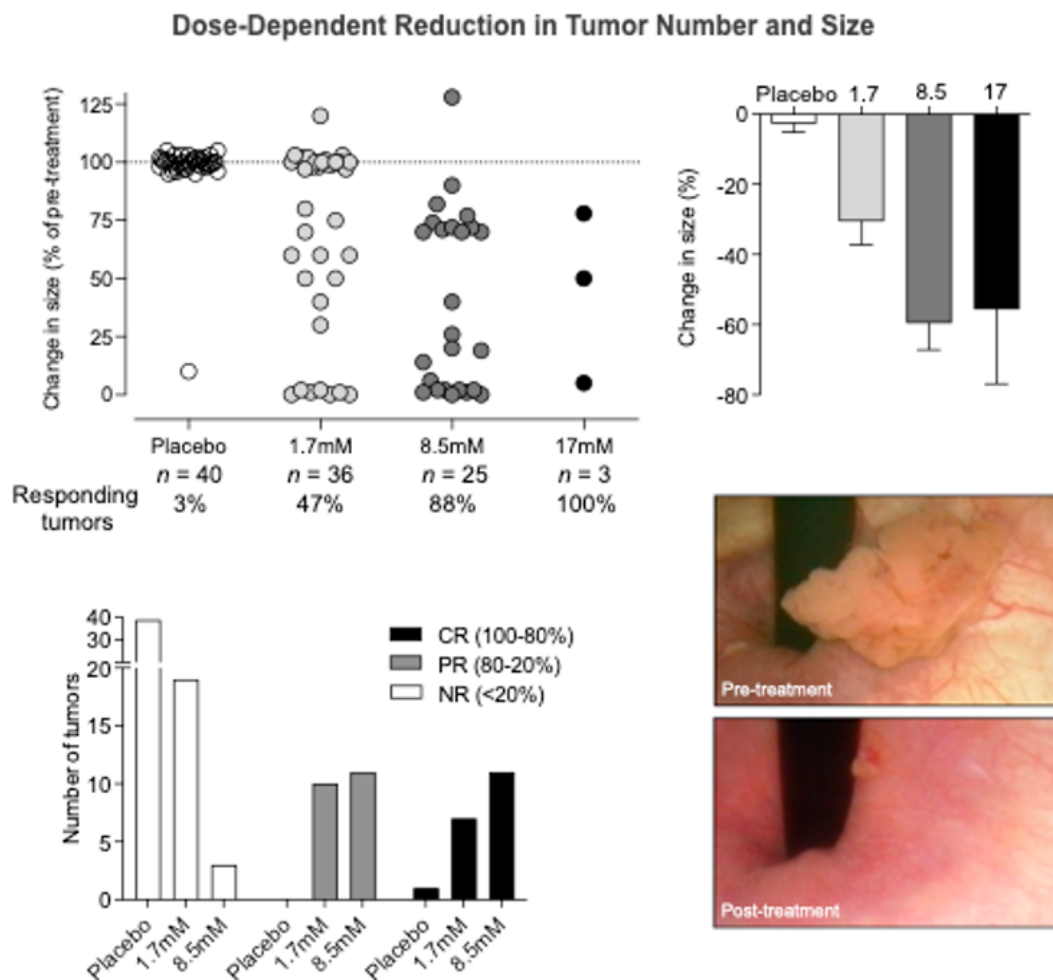 Dose-Dependent Reduction in Tumor Number and Size
Change in size (% of pre-treatment)
125
100
75
50
25
0
Placebo 1.7mM 8.5mM 17mM
n = 40 n = 36 n = 25 n = 3
Responding
tumors
3% 47% 88% 100%
Placebo 1.7 8.5 17
Change in size (%)
0
-20
-40
-60
-80
Number of tumors
40
30
20
15
10
5
0
CR (100-80%)
PR (80-20%)
NR (<20%)
Placebo 1.7mM 8.5mM Placebo 1.7mM 8.5mM Placebo 1.7mM 8.5mM
Pre-treatment
Post-treatment